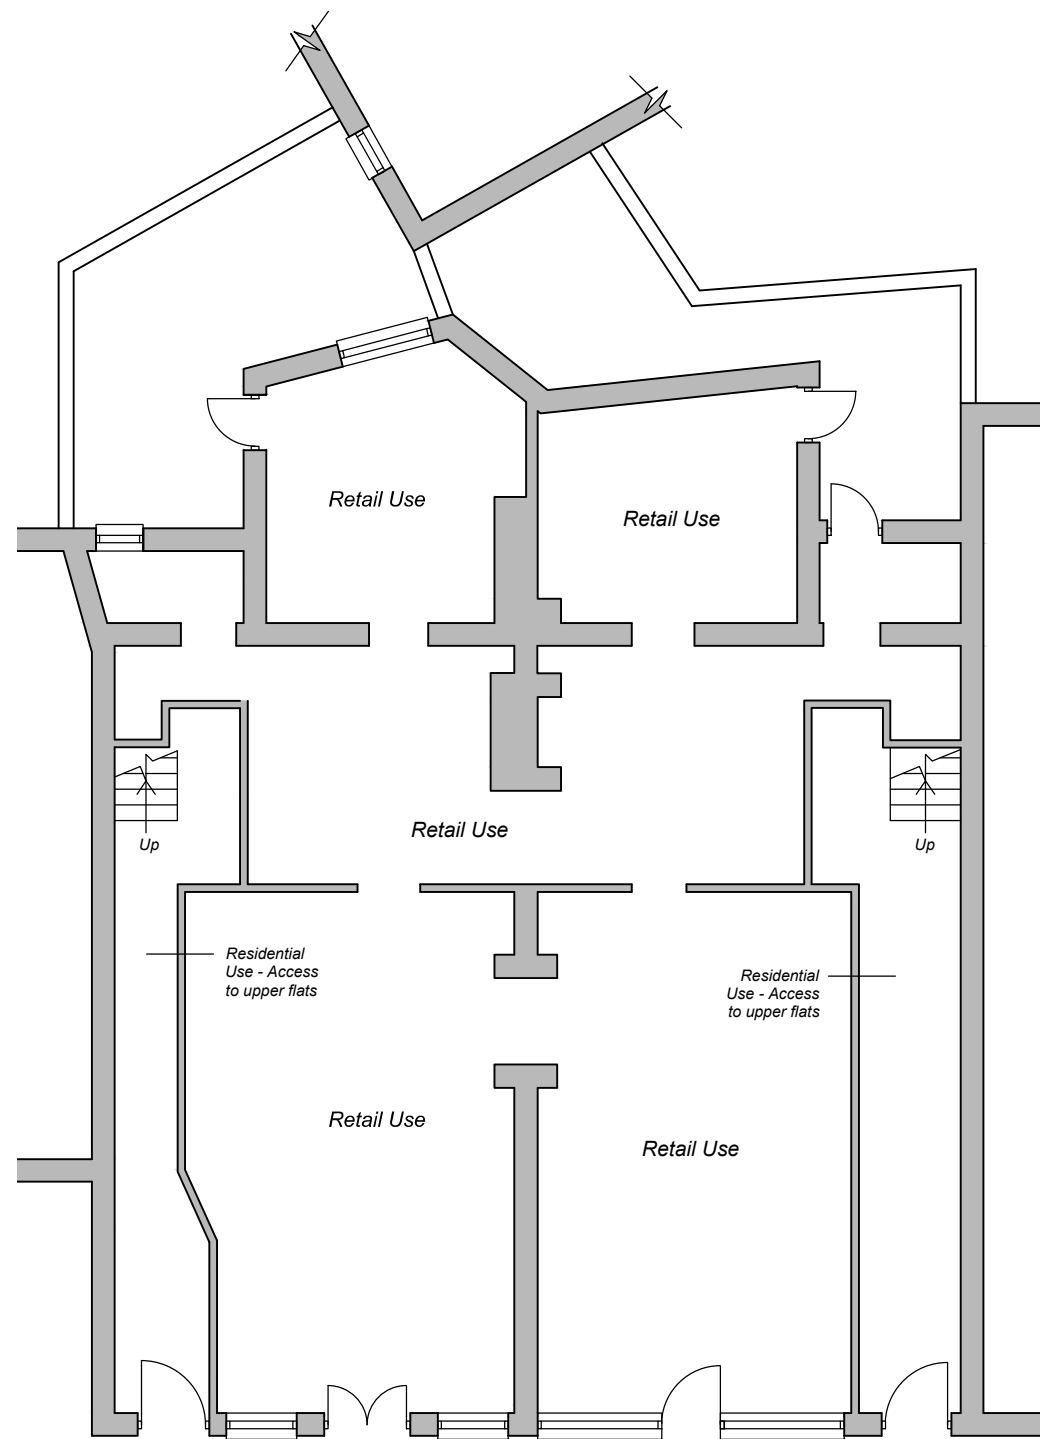 Retail Use
Retail Use
Retail Use
Up
Up
Residential
Use - Access
to upper flats
Residential
Use - Access
to upper flats
Retail Use
Retail Use